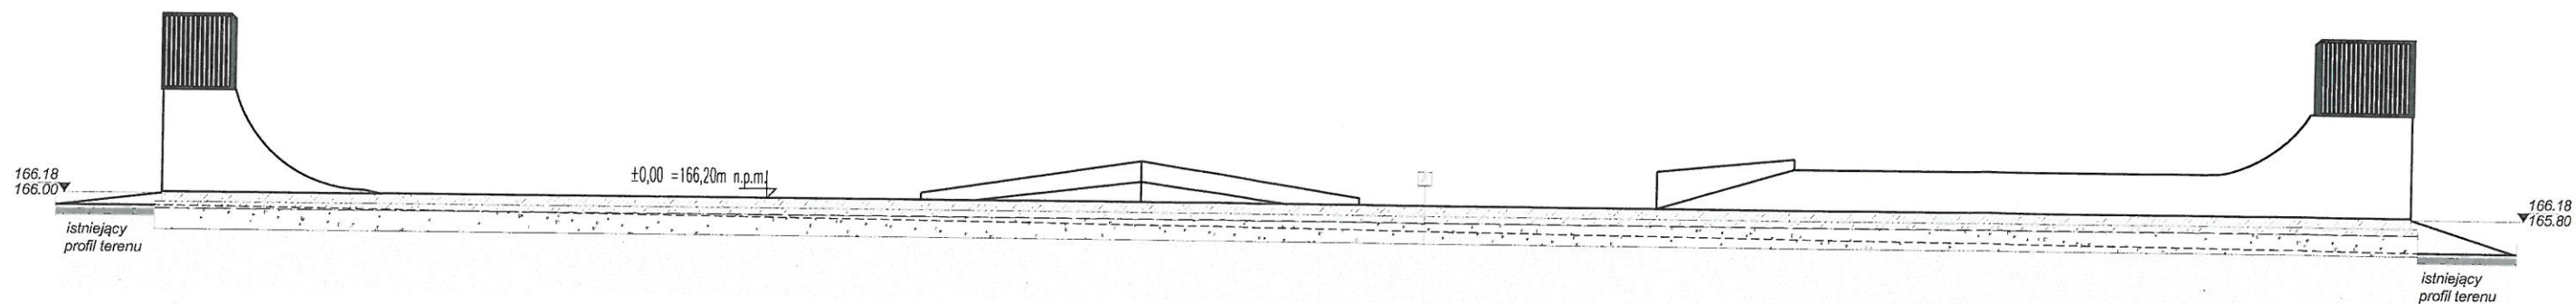 166.18
166.00
istniejący
profil terenu
±0,00 =166,20m n.p.m.
166.18
165.80
istniejący
profil terenu